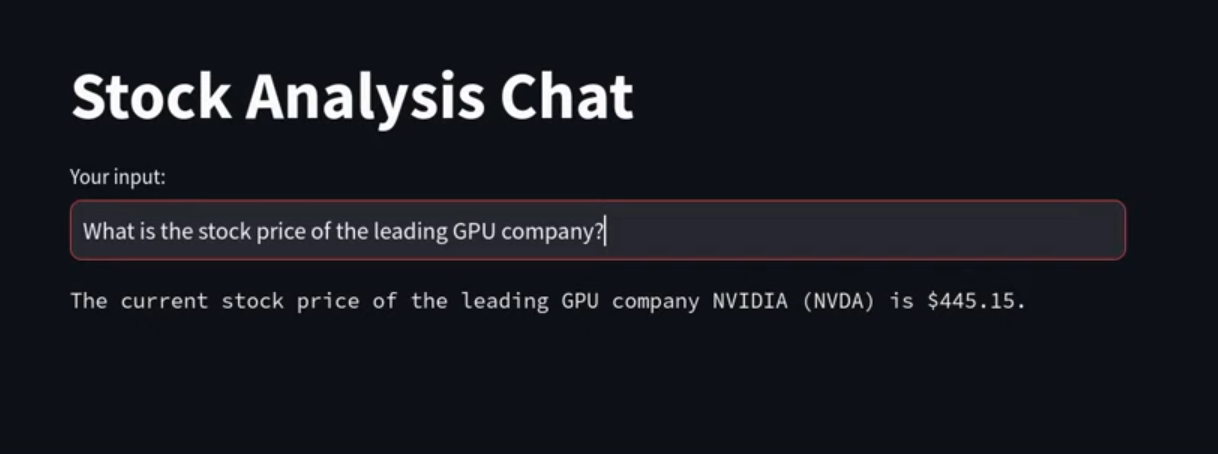 Stock Analysis Chat
Your input:
What is the stock price of the leading GPU company?
The current stock price of the leading GPU company NVIDIA (NVDA) is $445.15.